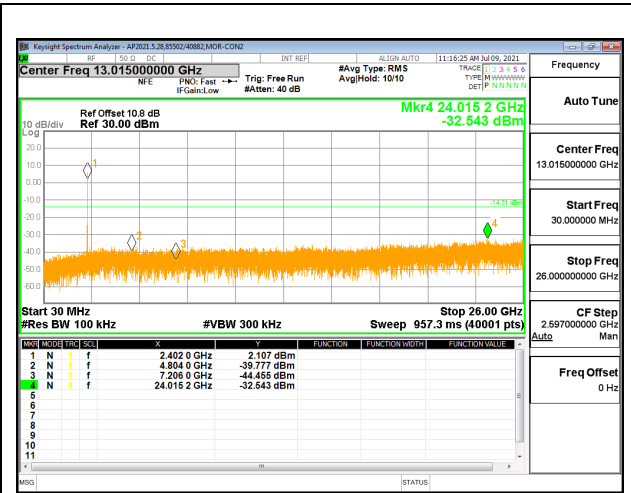 Keysight Spectrum Analyzer - AP2021.5.28,85502/40882,MOR-CON2
RF 50 Ω DC INT REF ALIGN AUTO 11:16:25 AM Jul 09, 2021
Center Freq 13.015000000 GHz
NFE PNO: Fast IFGain:Low
Trig: Free Run
#Atten: 40 dB
#Avg Type: RMS
Avg|Hold: 10/10
TRACE 1 2 3 4 5 6
TYPE M W W W W W
DET P N N N N N
Frequency
Auto Tune
Center Freq
13.015000000 GHz
Start Freq
30.000000 MHz
Stop Freq
26.000000000 GHz
CF Step
2.597000000 GHz
Auto Man
Freq Offset
0 Hz
Mkr4 24.015 2 GHz
-32.543 dBm
Ref Offset 10.8 dB
10 dB/div Ref 30.00 dBm
Log
20.0
10.0
0.00
-10.0
-20.0
-30.0
-40.0
-50.0
-60.0
1
2
3
4
-14.21 dBm
Start 30 MHz Stop 26.00 GHz
#Res BW 100 kHz #VBW 300 kHz Sweep 957.3 ms (40001 pts)
MKR MODE TRC SCL X Y FUNCTION FUNCTION WIDTH FUNCTION VALUE
1 N 1 f 2.402 0 GHz 2.107 dBm
2 N 1 f 4.804 0 GHz -39.777 dBm
3 N 1 f 7.206 0 GHz -44.455 dBm
4 N 1 f 24.015 2 GHz -32.543 dBm
5
6
7
8
9
10
11
MSG STATUS